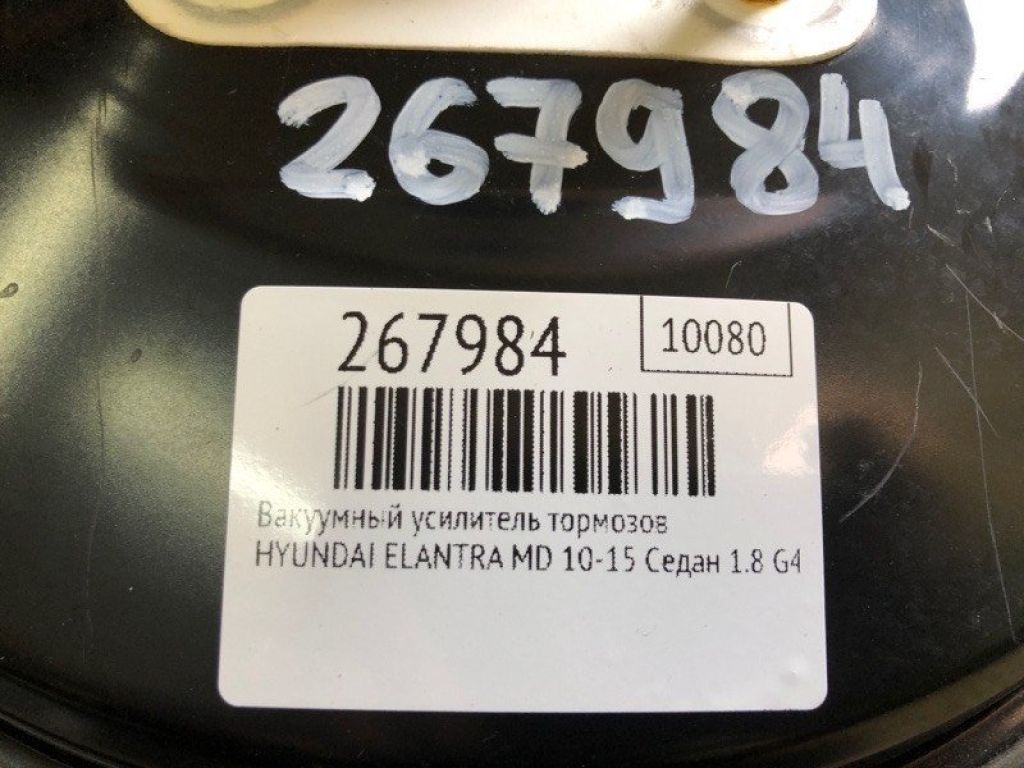 267984
267984
10080
Вакуумный усилитель тормозов
HYUNDAI ELANTRA MD 10-15 Седан 1.8 G4